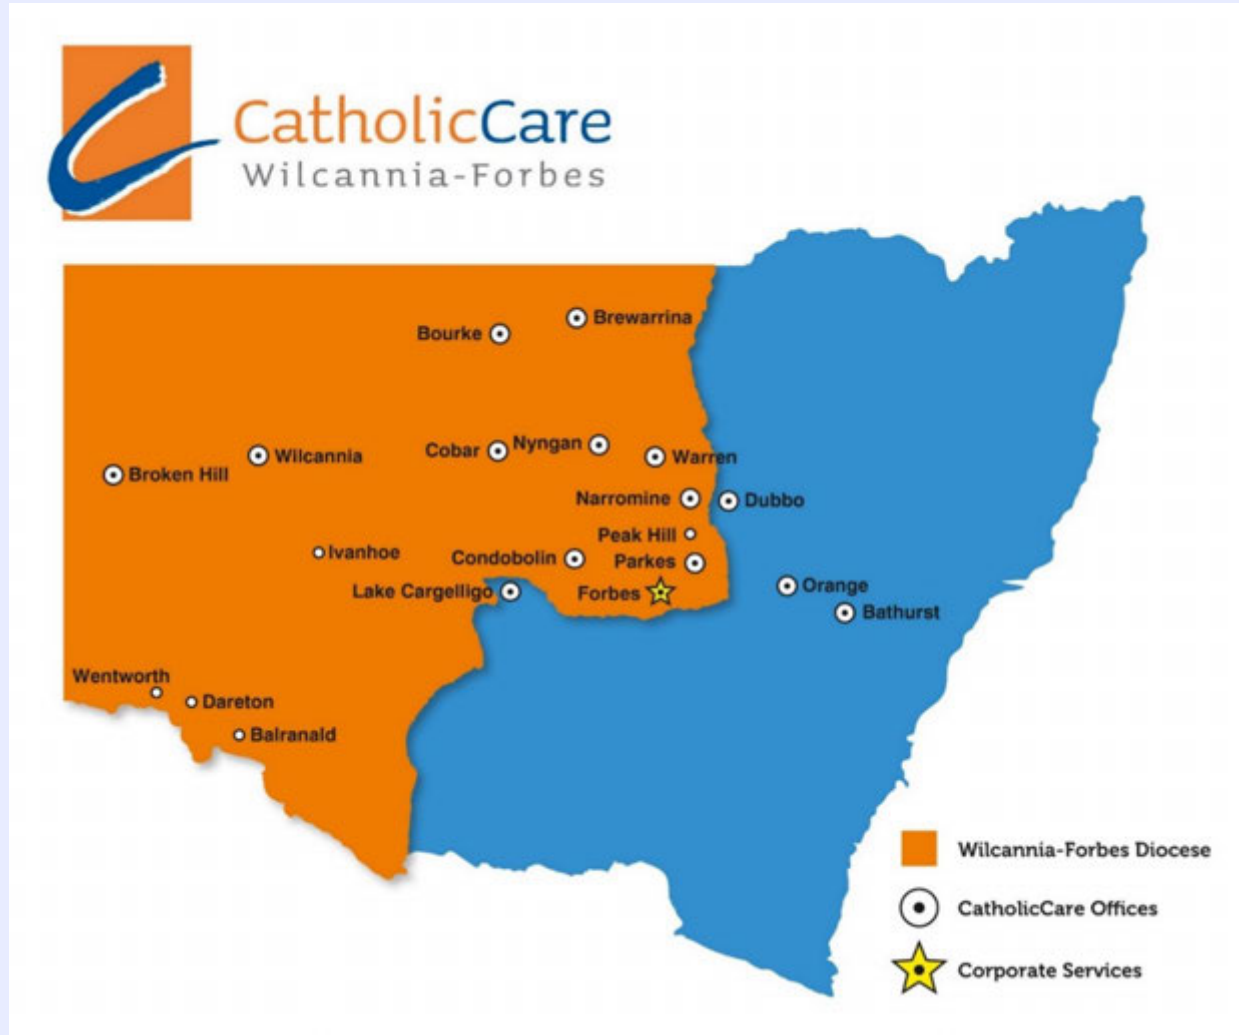 CatholicCare
Wilcannia-Forbes
Brewarrina
Bourke
Nyngan
Cobar
Wilcannia
Warren
Broken Hill
Narromine
Dubbo
Peak Hill
Ivanhoe
Condobolin
Parkes
Orange
Lake Cargelligo
Forbes
Bathurst
Wentworth
Dareton
Balranald
Wilcannia-Forbes Diocese
CatholicCare Offices
Corporate Services